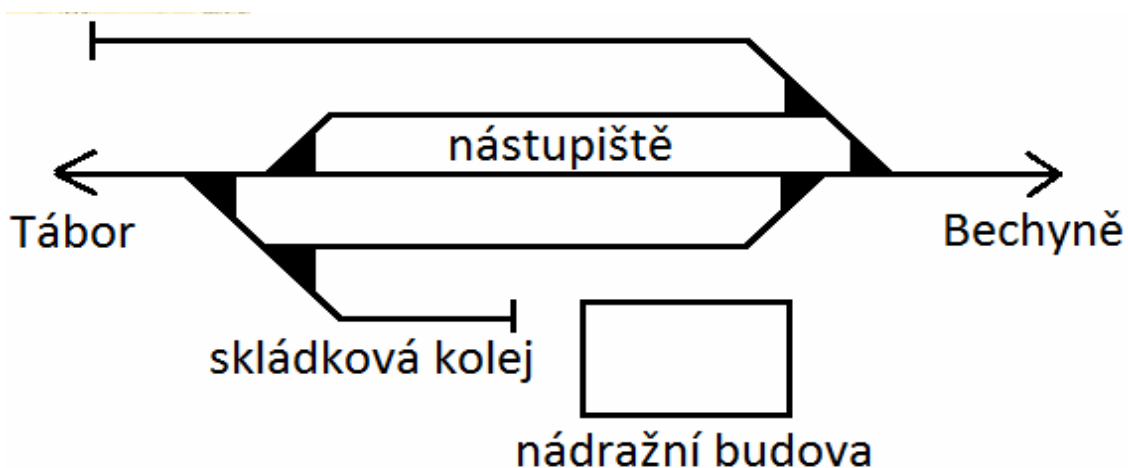 nástupiště
Tábor
Bechyně
skládková kolej
nádražní budova